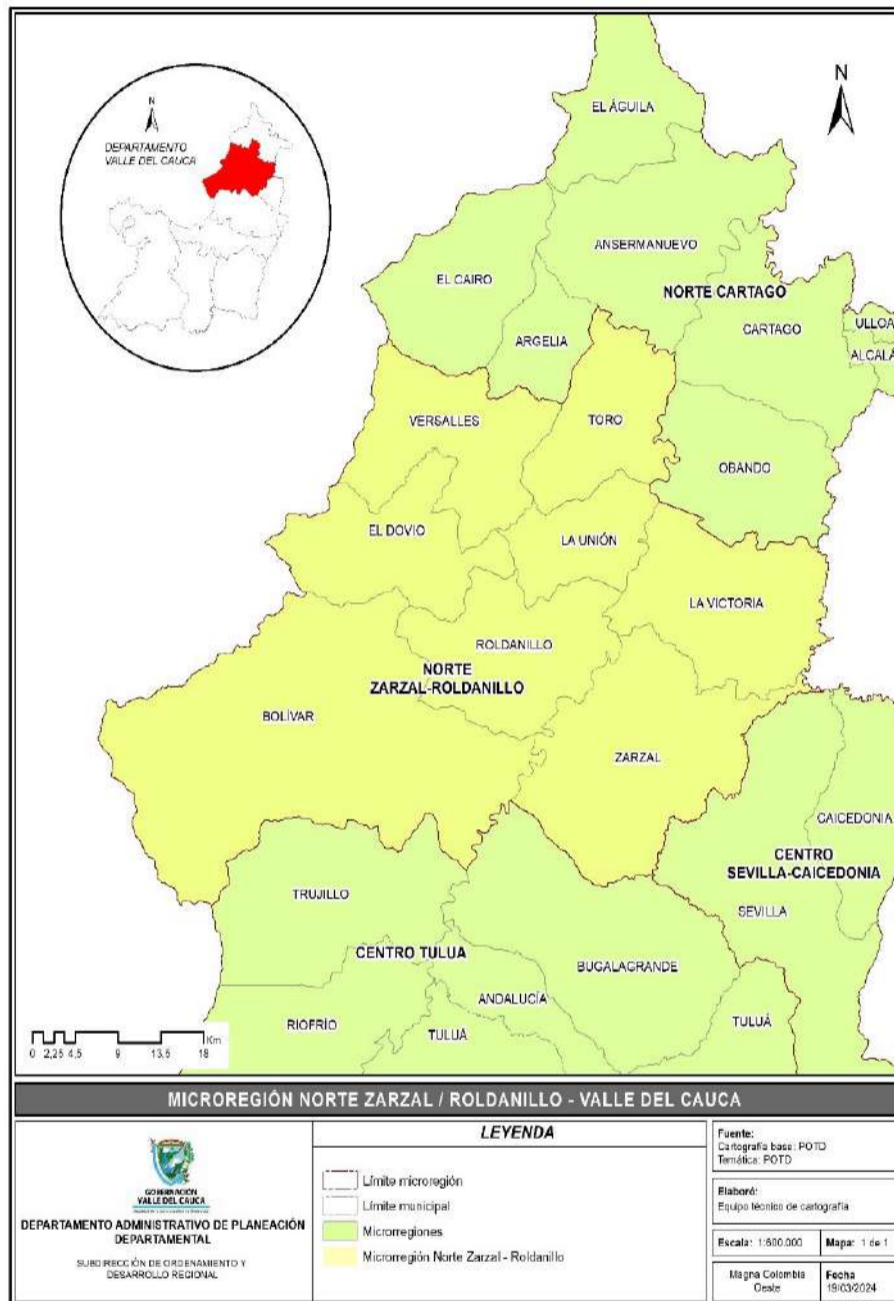 N
DEPARTAMENTO
VALLE DEL CAUCA
N
EL ÁGUILA
ANSERMANUEVO
EL CAIRO
NORTE CARTAGO
CARTAGO
ULLOA
ARGELIA
ALCALÁ
VERSALLES
TORO
OBANDO
EL DOVIO
LA UNIÓN
LA VICTORIA
ROLDANILLO
NORTE
ZARZAL-ROLDANILLO
BOLÍVAR
ZARZAL
CAICEDONIA
CENTRO
SEVILLA-CAICEDONIA
TRUJILLO
SEVILLA
CENTRO TULUA
BUGALAGRANDE
ANDALUCÍA
RIOFRÍO
TULUÁ
TULUÁ
Km
0 2,25 4,5 9 13,5 18
MICROREGIÓN NORTE ZARZAL / ROLDANILLO - VALLE DEL CAUCA
GOBERNACIÓN
VALLE DEL CAUCA
DEPARTAMENTO ADMINISTRATIVO DE PLANEACIÓN
DEPARTAMENTAL
SUBDIRECCIÓN DE ORDENAMIENTO Y
DESARROLLO REGIONAL
LEYENDA
Límite microregión
Límite municipal
Microrregiones
Microrregión Norte Zarzal - Roldanillo
Fuente:
Cartografía base: POTD
Temática: POTD
Elaboró:
Equipo técnico de cartografía
Escala: 1:600.000
Mapa: 1 de 1
Magna Colombia
Oeste
Fecha
19/03/2024